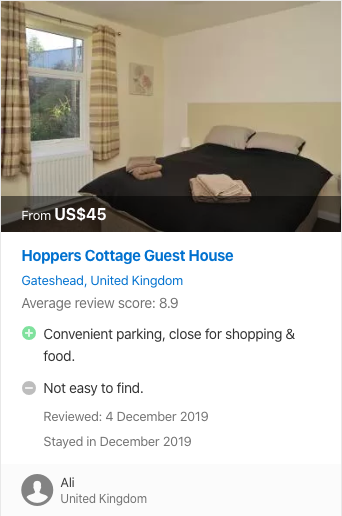 From US$45
Hoppers Cottage Guest House
Gateshead, United Kingdom
Average review score: 8.9
Convenient parking, close for shopping &
food.
Not easy to find.
Reviewed: 4 December 2019
Stayed in December 2019
Ali
United Kingdom